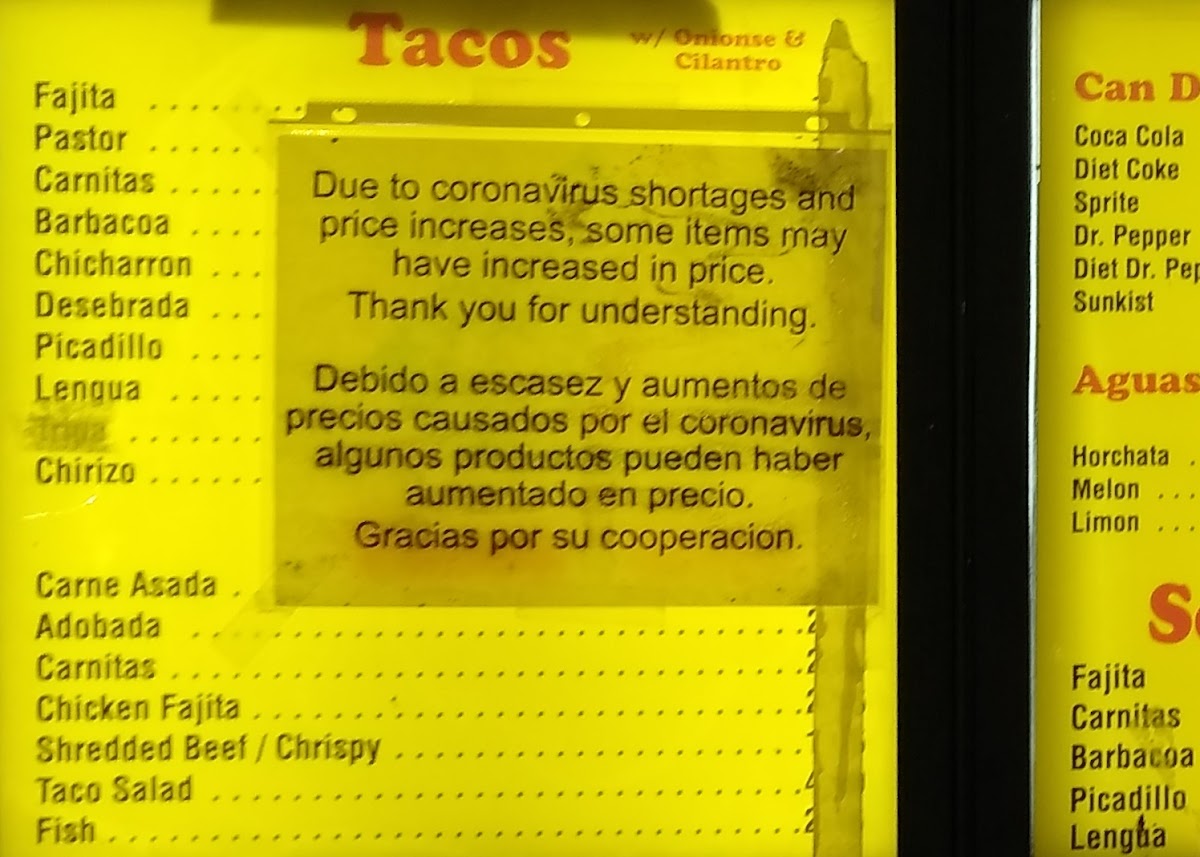 Tacos
w/ Onionse &
Cilantro
Fajita
Pastor
Carnitas
Barbacoa
Chicharron
Desebrada
Picadillo
Lengua
Tripa
Chirizo
Due to coronavirus shortages and
price increases, some items may
have increased in price.
Thank you for understanding.
Debido a escasez y aumentos de
precios causados por el coronavirus,
algunos productos pueden haber
aumentado en precio.
Gracias por su cooperacion.
Carne Asada
Adobada
Carnitas
Chicken Fajita
Shredded Beef / Chrispy
Taco Salad
Fish
Can D
Coca Cola
Diet Coke
Sprite
Dr. Pepper
Diet Dr. Pep
Sunkist
Aguas
Horchata
Melon
Limon
Fajita
Carnitas
Barbacoa
Picadillo
Lengua